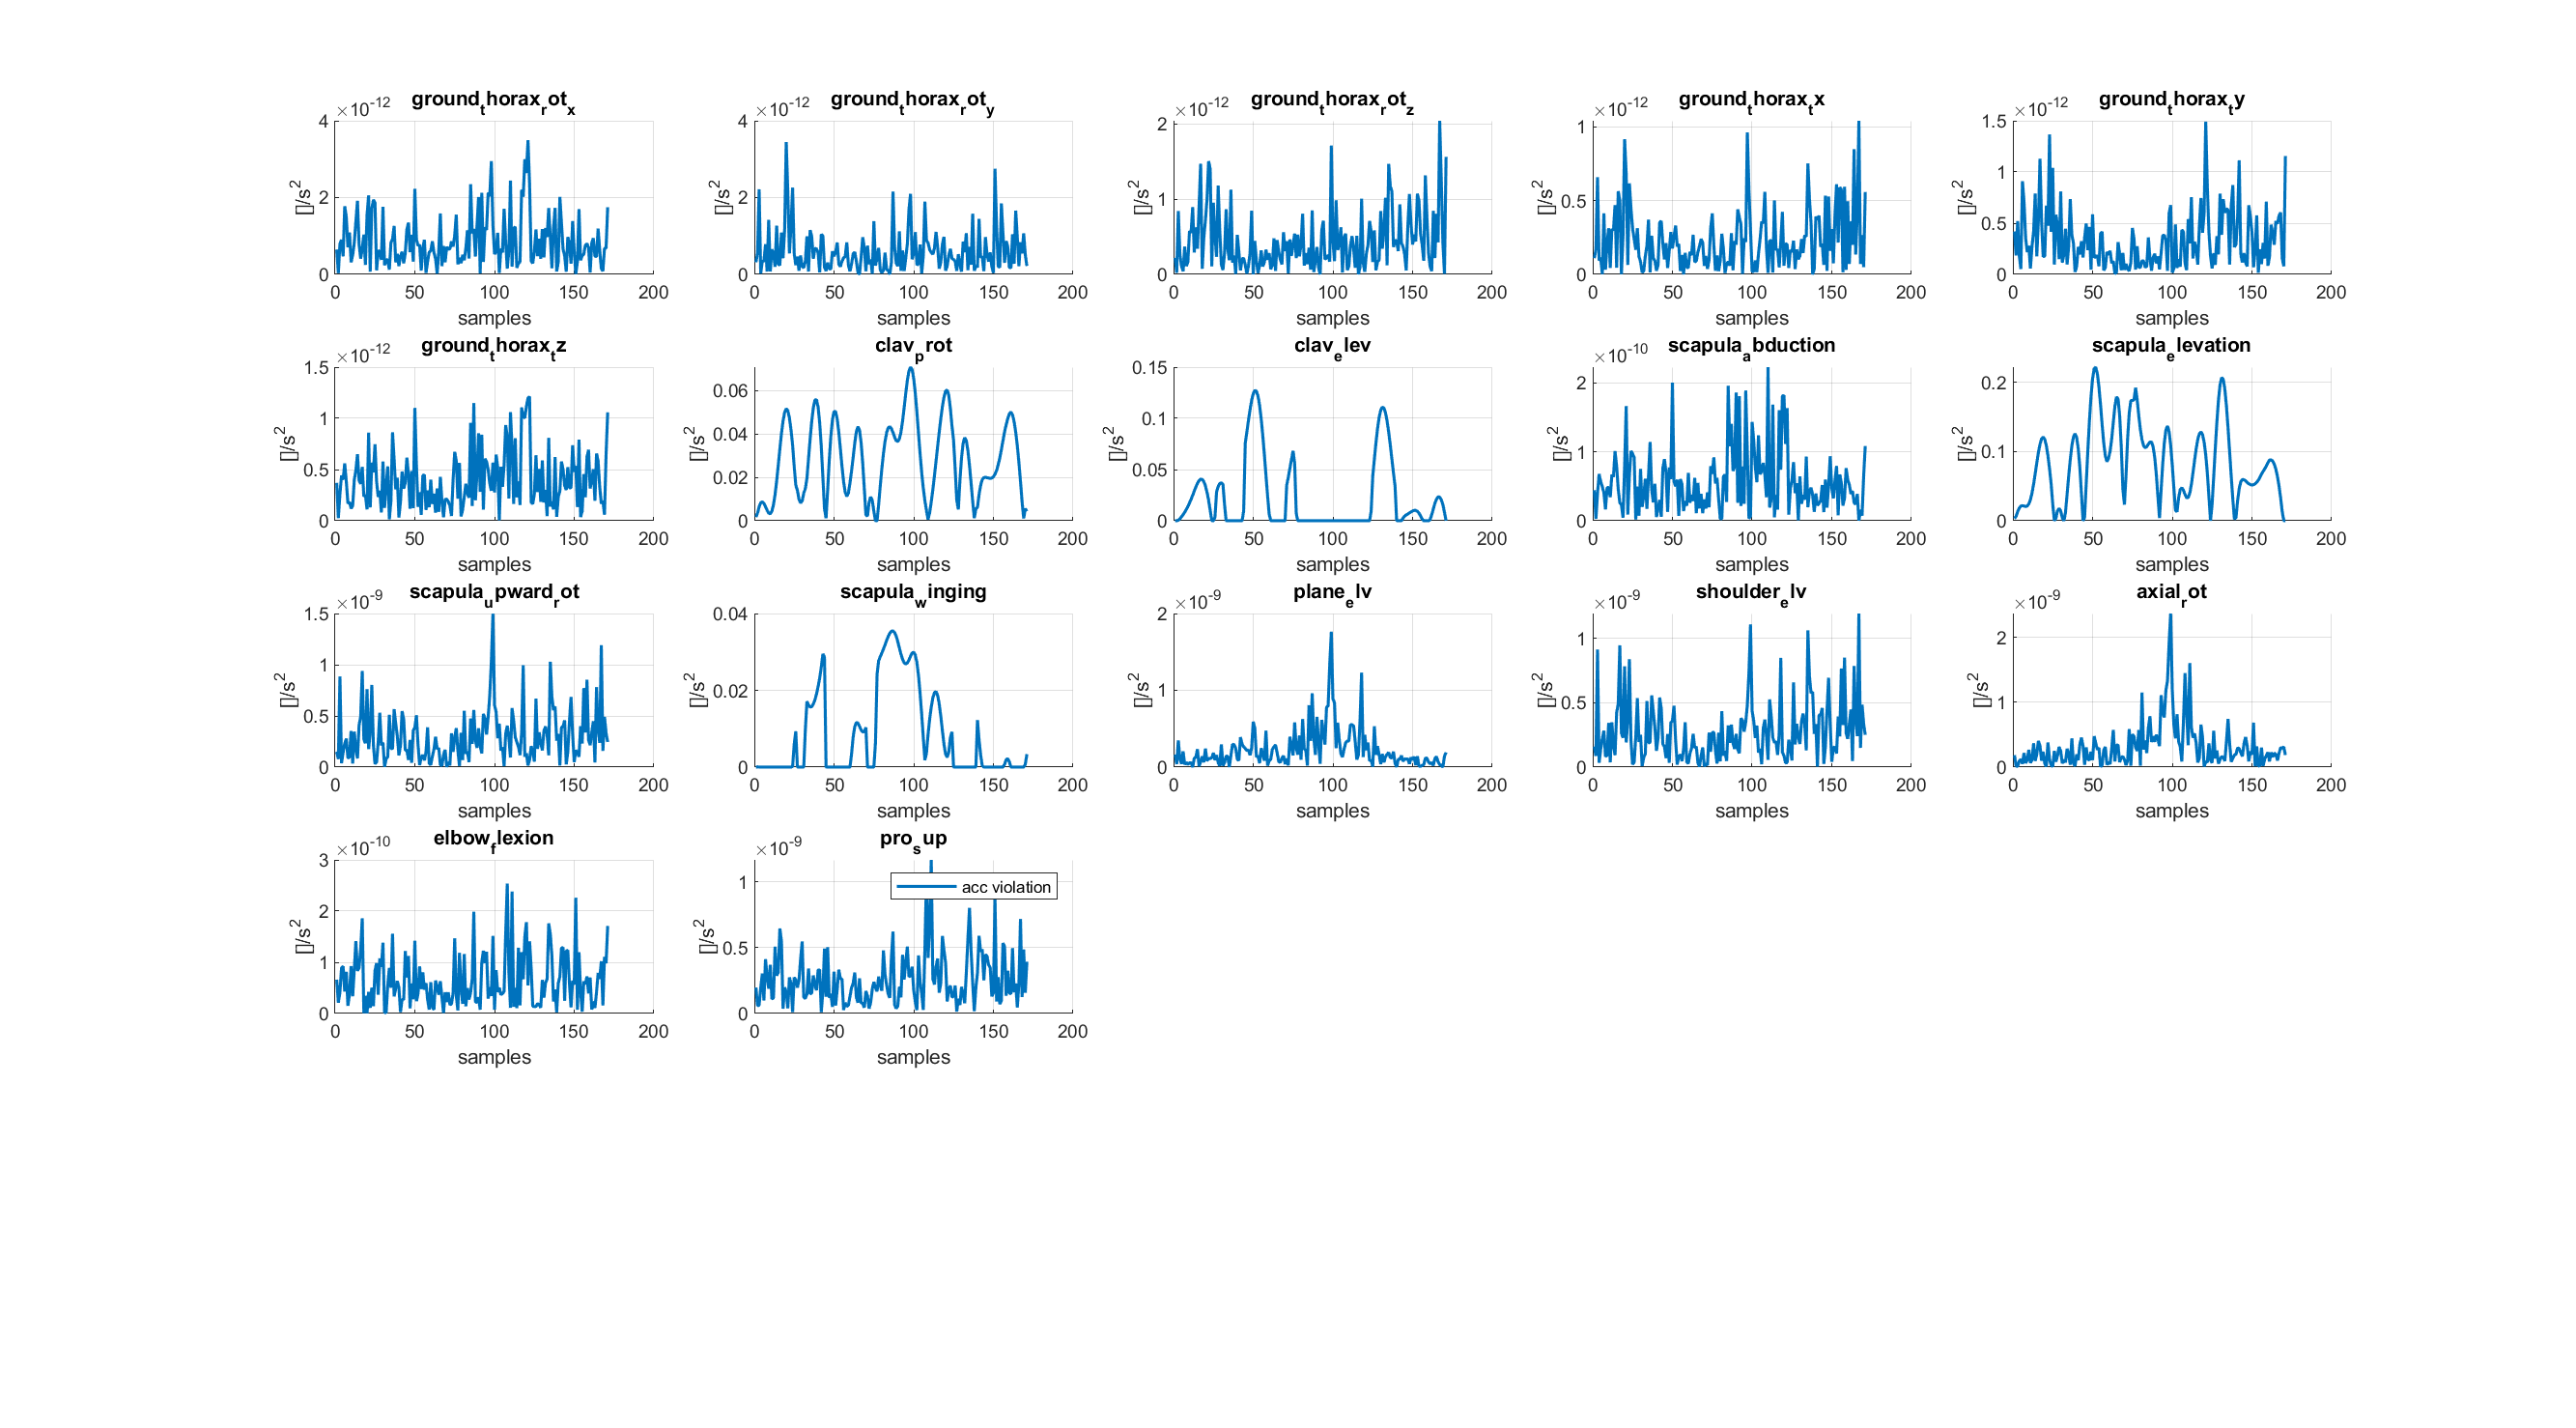 ground_thorax_rot_x
×10^-12
[]/s^2
4
2
0
0 50 100 150 200
samples
ground_thorax_rot_y
×10^-12
[]/s^2
4
2
0
0 50 100 150 200
samples
ground_thorax_rot_z
×10^-12
[]/s^2
2
1
0
0 50 100 150 200
samples
ground_thorax_tx
×10^-12
[]/s^2
1
0.5
0
0 50 100 150 200
samples
ground_thorax_ty
×10^-12
[]/s^2
1.5
1
0.5
0
0 50 100 150 200
samples
ground_thorax_tz
×10^-12
[]/s^2
1.5
1
0.5
0
0 50 100 150 200
samples
clav_prot
[]/s^2
0.06
0.04
0.02
0
0 50 100 150 200
samples
clav_elev
[]/s^2
0.15
0.1
0.05
0
0 50 100 150 200
samples
scapula_abduction
×10^-10
[]/s^2
2
1
0
0 50 100 150 200
samples
scapula_elevation
[]/s^2
0.2
0.1
0
0 50 100 150 200
samples
scapula_upward_rot
×10^-9
[]/s^2
1.5
1
0.5
0
0 50 100 150 200
samples
scapula_winging
[]/s^2
0.04
0.02
0
0 50 100 150 200
samples
plane_elv
×10^-9
[]/s^2
2
1
0
0 50 100 150 200
samples
shoulder_elv
×10^-9
[]/s^2
1
0.5
0
0 50 100 150 200
samples
axial_rot
×10^-9
[]/s^2
2
1
0
0 50 100 150 200
samples
elbow_flexion
×10^-10
[]/s^2
3
2
1
0
0 50 100 150 200
samples
pro_sup
×10^-9
[]/s^2
1
0.5
0
0 50 100 150 200
samples
acc violation